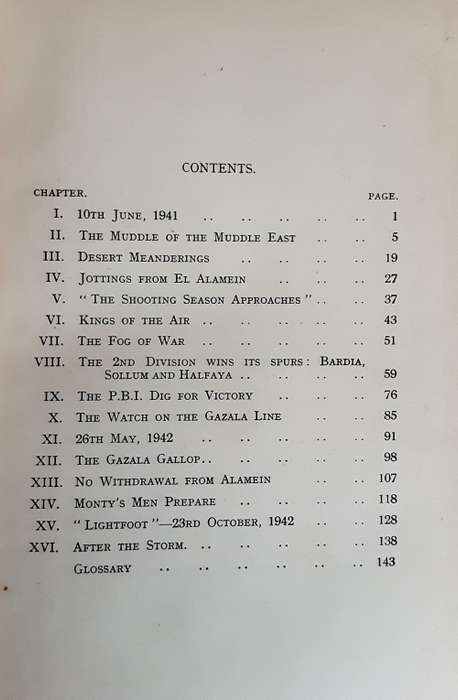 CONTENTS.
CHAPTER. PAGE.
I. 10TH JUNE, 1941 .. .. .. .. .. 1
II. THE MUDDLE OF THE MUDDLE EAST .. .. 5
III. DESERT MEANDERINGS .. .. .. .. 19
IV. JOTTINGS FROM EL ALAMEIN .. .. .. 27
V. “ THE SHOOTING SEASON APPROACHES ” .. .. 37
VI. KINGS OF THE AIR .. .. .. .. .. 43
VII. THE FOG OF WAR .. .. .. .. .. 51
VIII. THE 2ND DIVISION WINS ITS SPURS : BARDIA,
SOLLUM AND HALFAYA .. .. .. .. 59
IX. THE P.B.I. DIG FOR VICTORY .. .. .. 76
X. THE WATCH ON THE GAZALA LINE .. .. 85
XI. 26TH MAY, 1942 .. .. .. .. .. 91
XII. THE GAZALA GALLOP.. .. .. .. .. 98
XIII. NO WITHDRAWAL FROM ALAMEIN .. .. 107
XIV. MONTY'S MEN PREPARE .. .. .. .. 118
XV. “ LIGHTFOOT ”—23RD OCTOBER, 1942 .. .. 128
XVI. AFTER THE STORM. .. .. .. .. .. 138
GLOSSARY .. .. .. .. .. .. 143